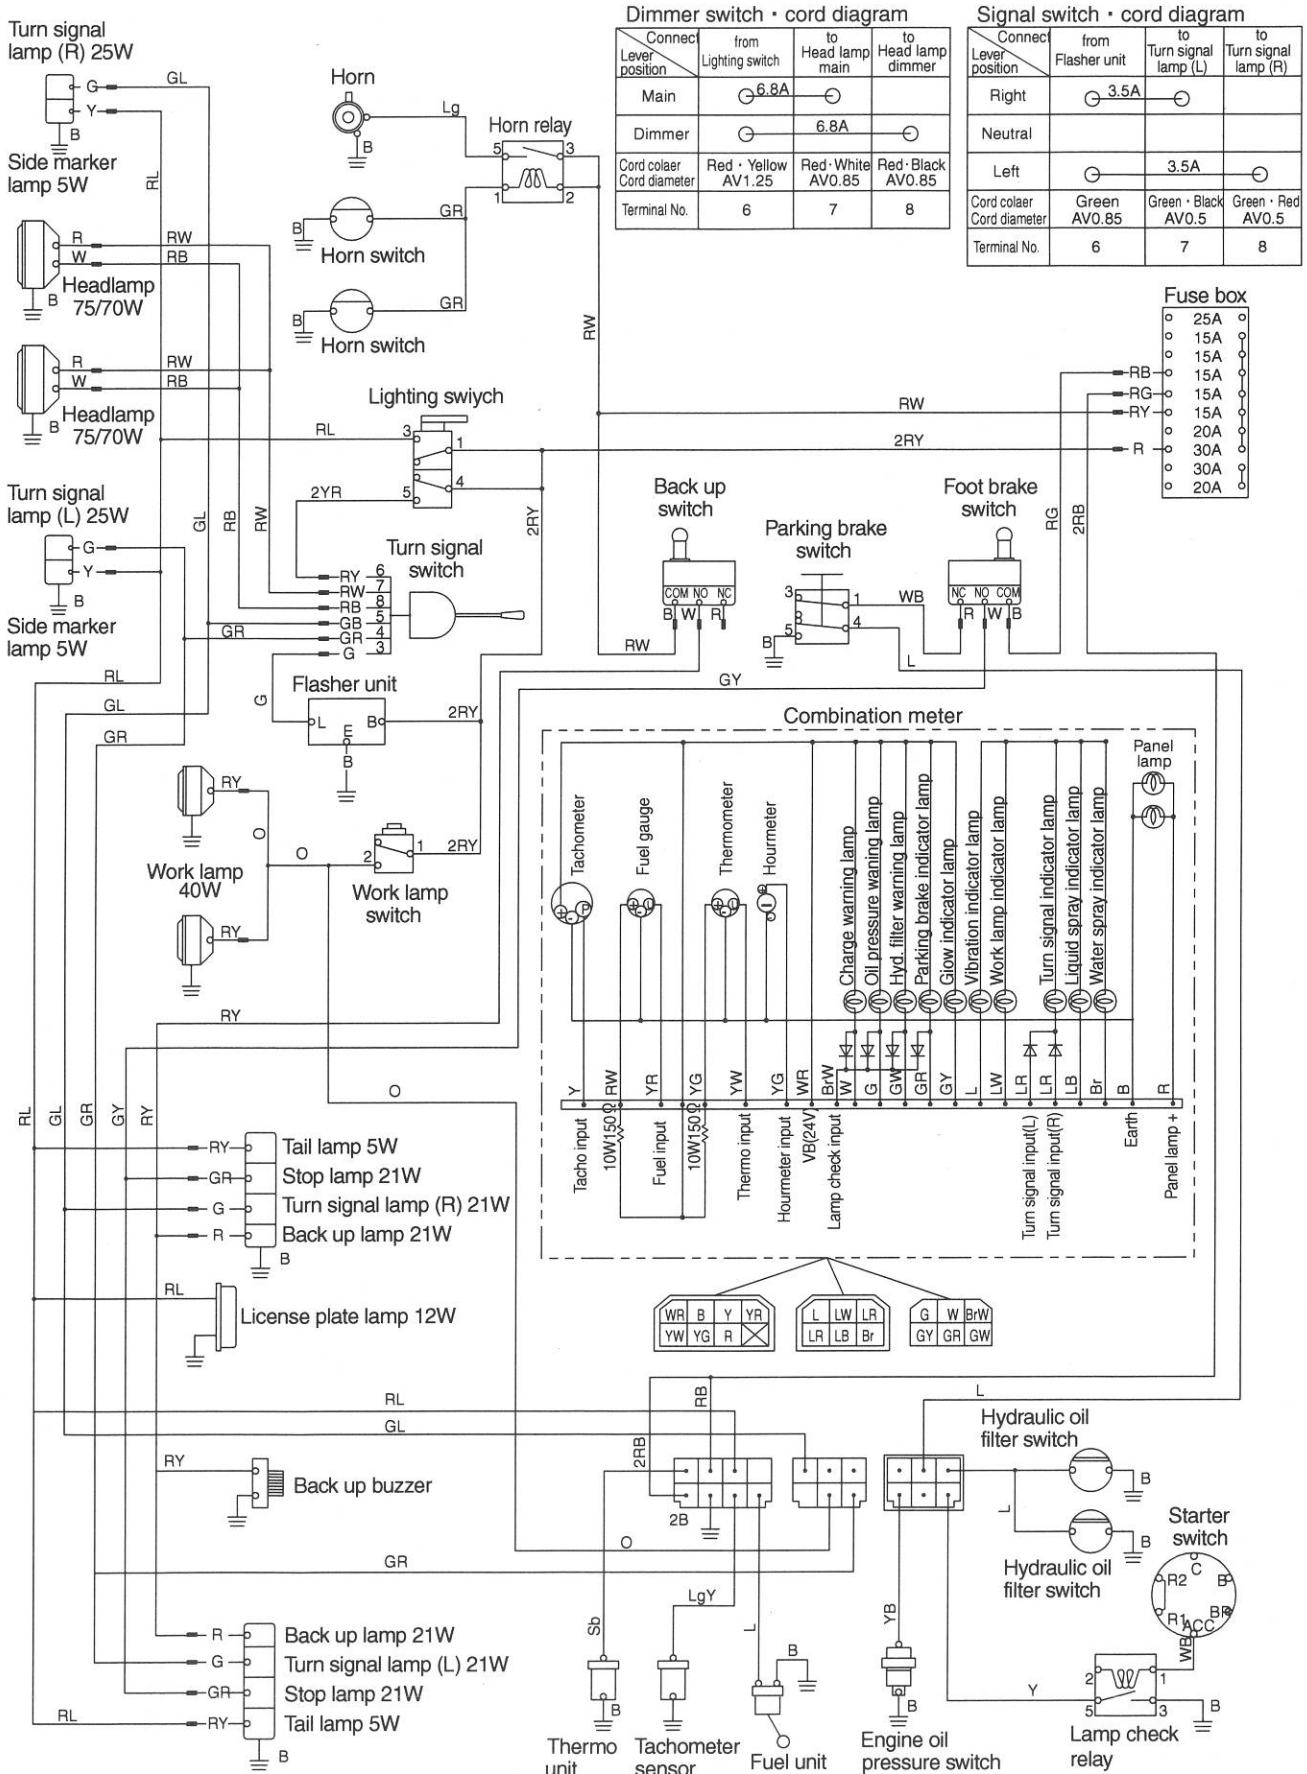 Dimmer switch · cord diagram
Connect
Lever
position
from
Lighting switch
to
Head lamp
main
to
Head lamp
dimmer
Main
6.8A
Dimmer
6.8A
Cord colaer
Cord diameter
Red · Yellow
AV1.25
Red · White
AV0.85
Red · Black
AV0.85
Terminal No.
6
7
8
Signal switch · cord diagram
Connect
Lever
position
from
Flasher unit
to
Turn signal
lamp (L)
to
Turn signal
lamp (R)
Right
3.5A
Neutral
Left
3.5A
Cord colaer
Cord diameter
Green
AV0.85
Green · Black
AV0.5
Green · Red
AV0.5
Terminal No.
6
7
8
Turn signal
lamp (R) 25W
G
GL
Y
B
Side marker
lamp 5W
RL
R
RW
W
RB
B
Headlamp
75/70W
R
RW
W
RB
B
Headlamp
75/70W
Turn signal
lamp (L) 25W
G
Y
B
Side marker
lamp 5W
GL
RB
RW
Horn
Lg
B
Horn relay
5
3
1
2
GR
B
Horn switch
GR
B
Horn switch
RW
Lighting swiych
RL
3
1
4
5
2YR
2RY
RW
2RY
Fuse box
25A
15A
15A
RB
15A
RG
15A
RY
15A
20A
R
30A
30A
20A
Turn signal
switch
RY 6
RW 7
RB 8
GB 5
GR 4
G 3
GR
Back up
switch
COM NO NC
B W R
RW
Parking brake
switch
3
1
5
4
B
WB
L
Foot brake
switch
NC NO COM
R W B
RG
2RB
GY
RL
GL
GR
G
Flasher unit
L
B
E
B
2RY
RY
O
O
Work lamp
40W
RY
2
1
2RY
Work lamp
switch
RY
O
Combination meter
Tachometer
Fuel gauge
Thermometer
Hourmeter
Charge warning lamp
Oil pressure waning lamp
Hyd. filter warning lamp
Parking brake indicator lamp
Giow indicator lamp
Vibration indicator lamp
Work lamp indicator lamp
Turn signal indicator lamp
Liquid spray indicator lamp
Water spray indicator lamp
Panel
lamp
Y
RW
YR
YG
YW
YG
WR
BrW
W
G
GW
GR
GY
L
LW
LR
LR
LB
Br
B
R
Tacho input
10W150Ω
Fuel input
10W150Ω
Thermo input
Hourmeter input
VB(24V)
Lamp check input
Turn signal input(L)
Turn signal input(R)
Earth
Panel lamp +
WR B Y YR
YW YG R
L LW LR
LR LB Br
G W BrW
GY GR GW
RL
GL
GR
GY
RY
RY
Tail lamp 5W
GR
Stop lamp 21W
G
Turn signal lamp (R) 21W
R
Back up lamp 21W
B
RL
License plate lamp 12W
RL
GL
RY
Back up buzzer
GR
O
RB
2RB
2B
L
L
Hydraulic oil
filter switch
B
B
Hydraulic oil
filter switch
Starter
switch
C
R2
B
R1
BR
ACC
WB
R
Back up lamp 21W
G
Turn signal lamp (L) 21W
GR
Stop lamp 21W
RL
RY
Tail lamp 5W
B
Sb
B
Thermo
unit
LgY
B
Tachometer
sensor
L
B
Fuel unit
YB
B
Engine oil
pressure switch
Y
2
1
5
3
B
Lamp check
relay